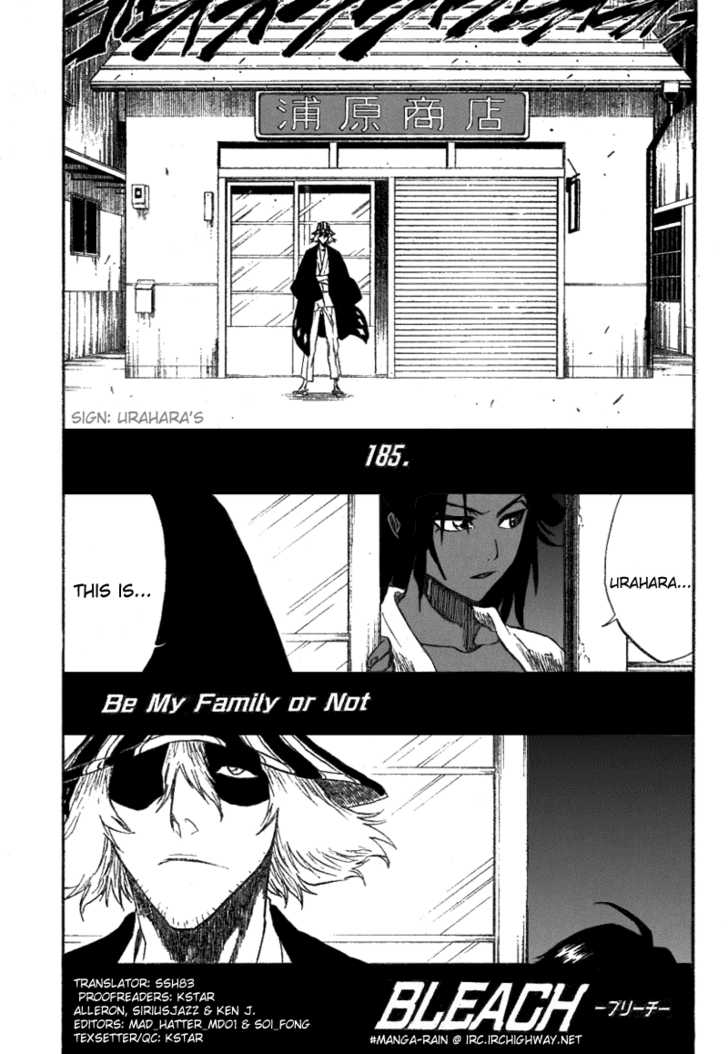 浦原商店
SIGN: URAHARA'S
185.
URAHARA...
THIS IS...
Be My Family or Not
TRANSLATOR: SSH83
PROOFREADERS: KSTAR
ALLERON, SIRIUSJAZZ & KEN J.
EDITORS: MAD_HATTER_MD01 & SOI_FONG
TEXSETTER/QC: KSTAR
BLEACH -ブリーチ-
#MANGA-RAIN @ IRC.IRCHIGHWAY.NET